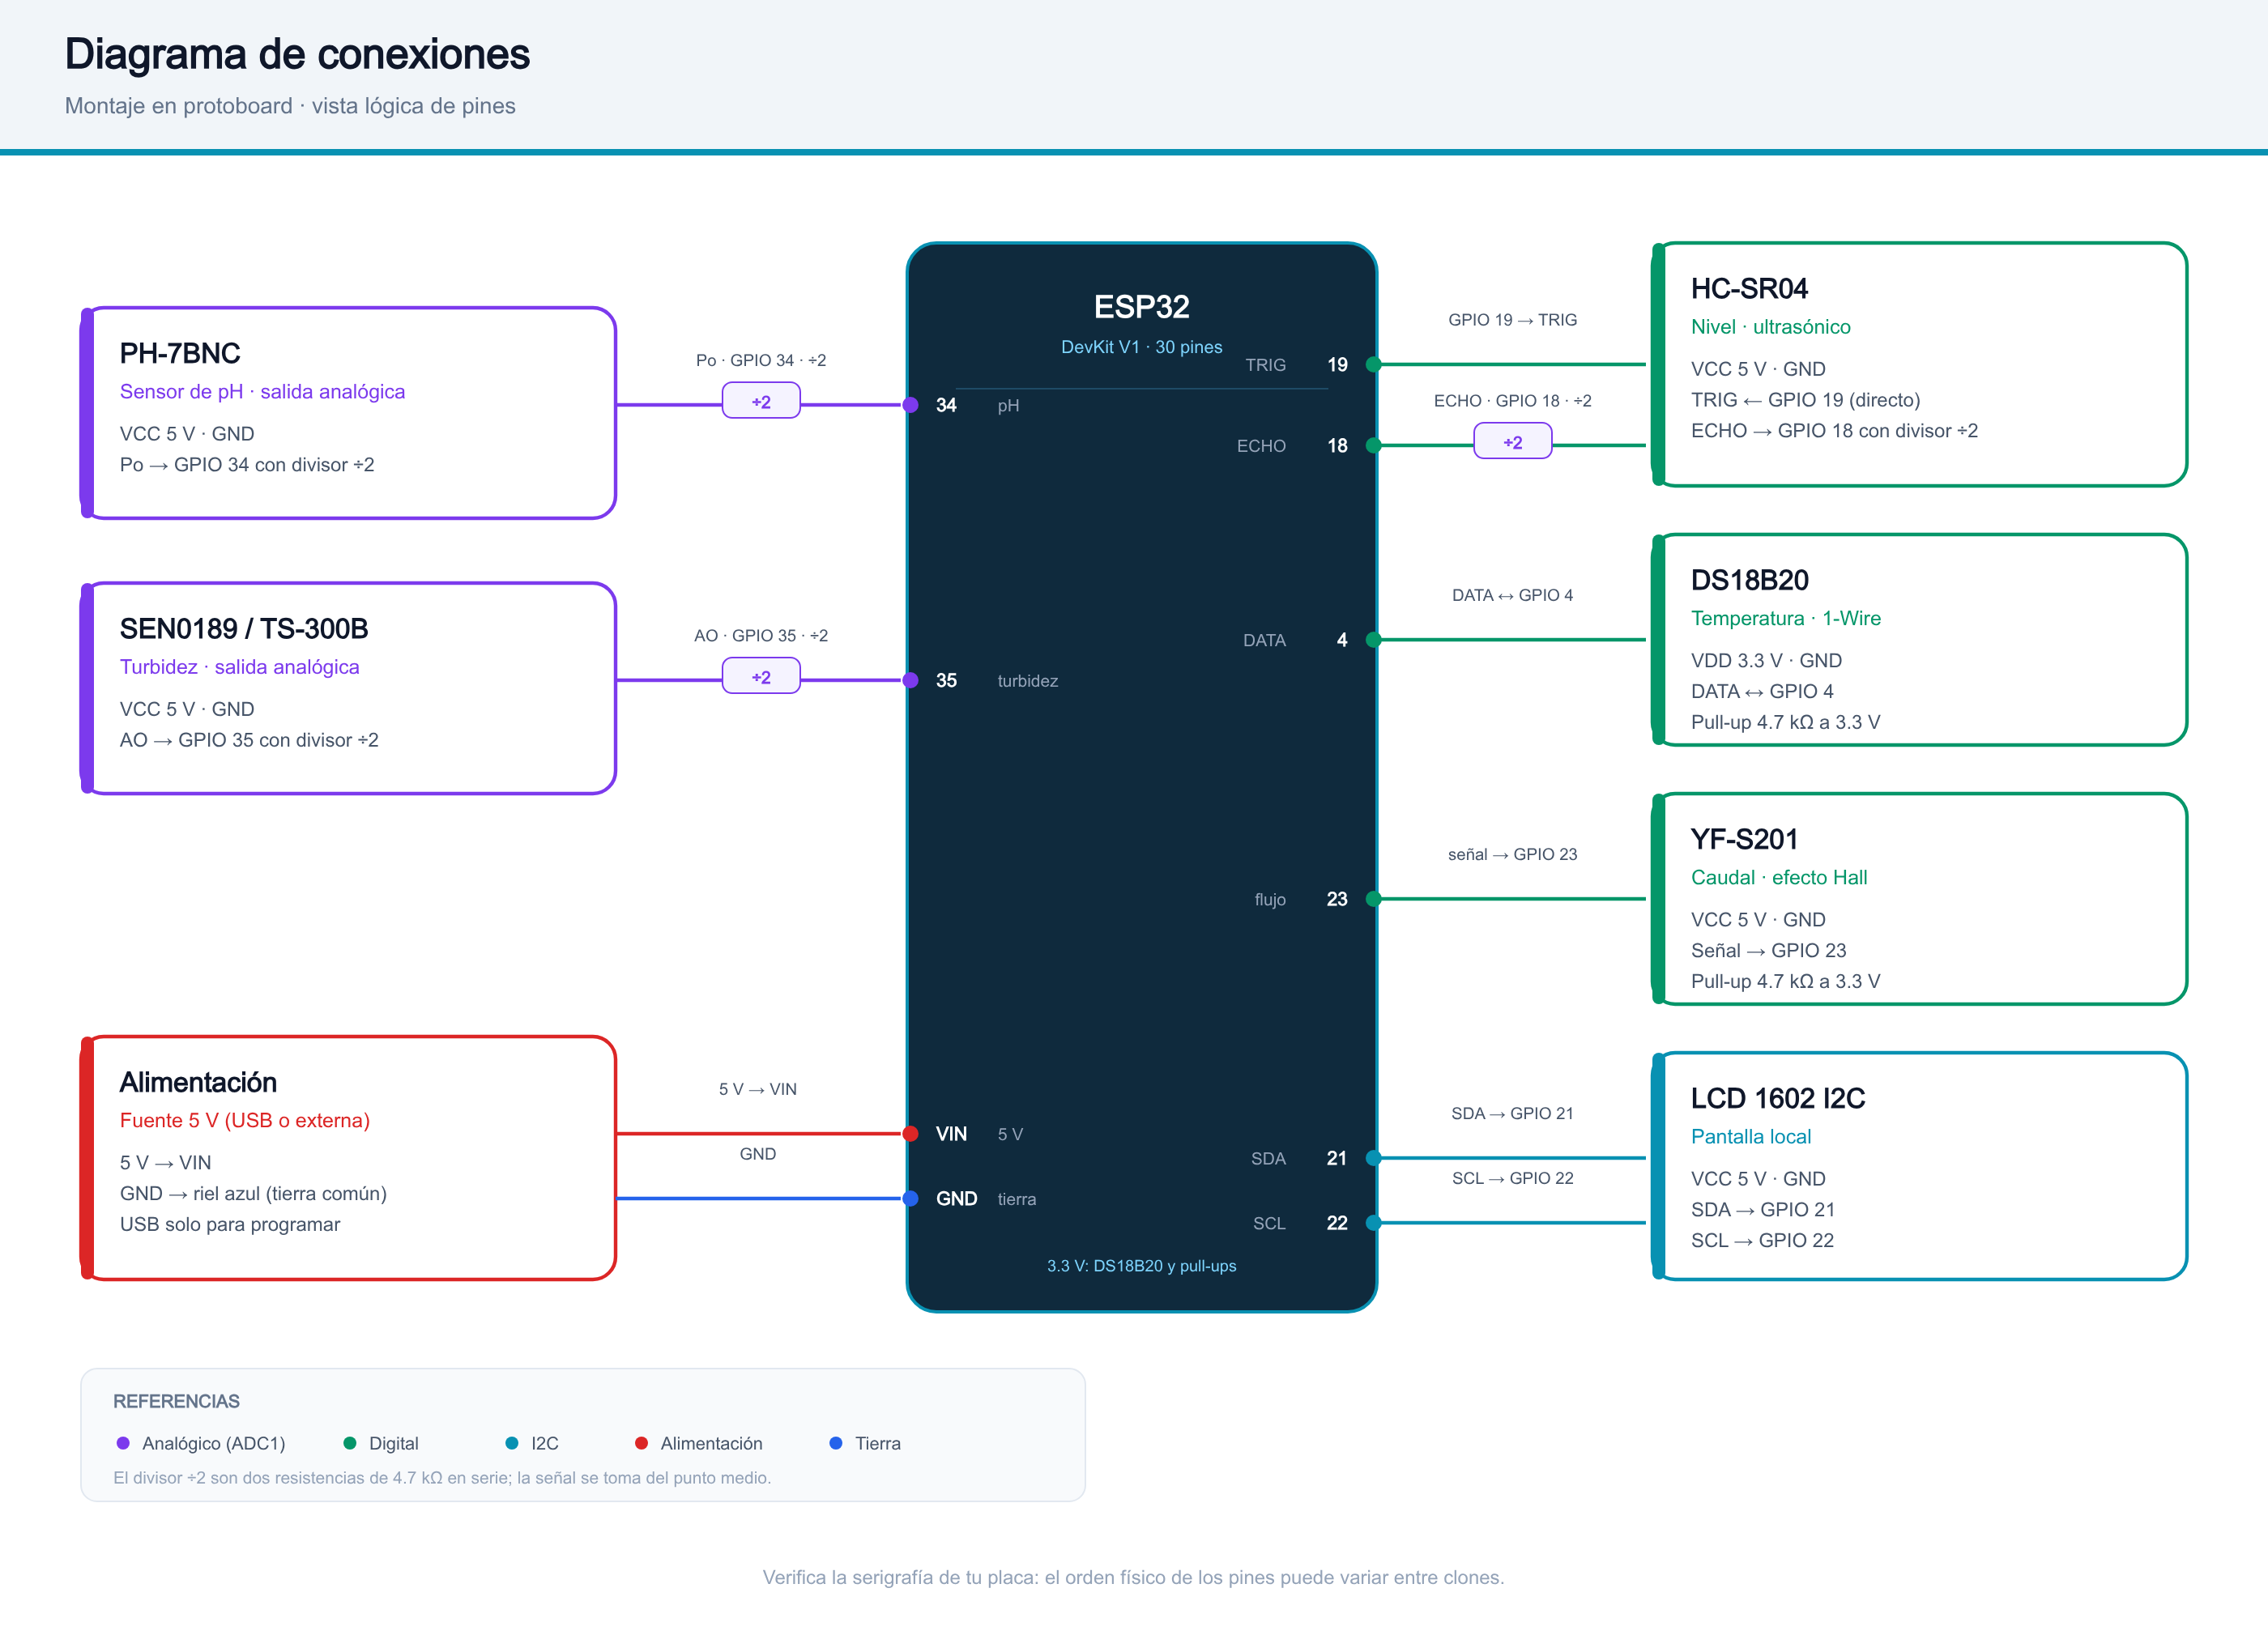 Diagrama de conexiones
Montaje en protoboard · vista lógica de pines
PH-7BNC
Sensor de pH · salida analógica
VCC 5 V · GND
Po → GPIO 34 con divisor ÷2
SEN0189 / TS-300B
Turbidez · salida analógica
VCC 5 V · GND
AO → GPIO 35 con divisor ÷2
Alimentación
Fuente 5 V (USB o externa)
5 V → VIN
GND → riel azul (tierra común)
USB solo para programar
Po · GPIO 34 · ÷2
÷2
AO · GPIO 35 · ÷2
÷2
5 V → VIN
GND
ESP32
DevKit V1 · 30 pines
TRIG 19
34 pH
ECHO 18
DATA 4
35 turbidez
flujo 23
VIN 5 V
SDA 21
GND tierra
SCL 22
3.3 V: DS18B20 y pull-ups
GPIO 19 → TRIG
ECHO · GPIO 18 · ÷2
÷2
DATA ↔ GPIO 4
señal → GPIO 23
SDA → GPIO 21
SCL → GPIO 22
HC-SR04
Nivel · ultrasónico
VCC 5 V · GND
TRIG ← GPIO 19 (directo)
ECHO → GPIO 18 con divisor ÷2
DS18B20
Temperatura · 1-Wire
VDD 3.3 V · GND
DATA ↔ GPIO 4
Pull-up 4.7 kΩ a 3.3 V
YF-S201
Caudal · efecto Hall
VCC 5 V · GND
Señal → GPIO 23
Pull-up 4.7 kΩ a 3.3 V
LCD 1602 I2C
Pantalla local
VCC 5 V · GND
SDA → GPIO 21
SCL → GPIO 22
REFERENCIAS
Analógico (ADC1) Digital I2C Alimentación Tierra
El divisor ÷2 son dos resistencias de 4.7 kΩ en serie; la señal se toma del punto medio.
Verifica la serigrafía de tu placa: el orden físico de los pines puede variar entre clones.